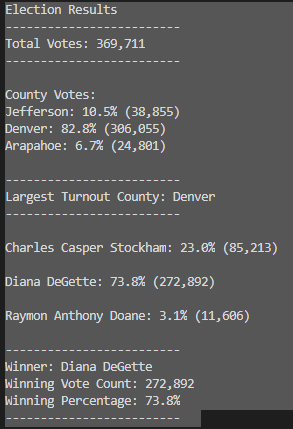 Election Results
-------------------------
Total Votes: 369,711
-------------------------
County Votes:
Jefferson: 10.5% (38,855)
Denver: 82.8% (306,055)
Arapahoe: 6.7% (24,801)
-------------------------
Largest Turnout County: Denver
-------------------------
Charles Casper Stockham: 23.0% (85,213)
Diana DeGette: 73.8% (272,892)
Raymon Anthony Doane: 3.1% (11,606)
-------------------------
Winner: Diana DeGette
Winning Vote Count: 272,892
Winning Percentage: 73.8%
-------------------------